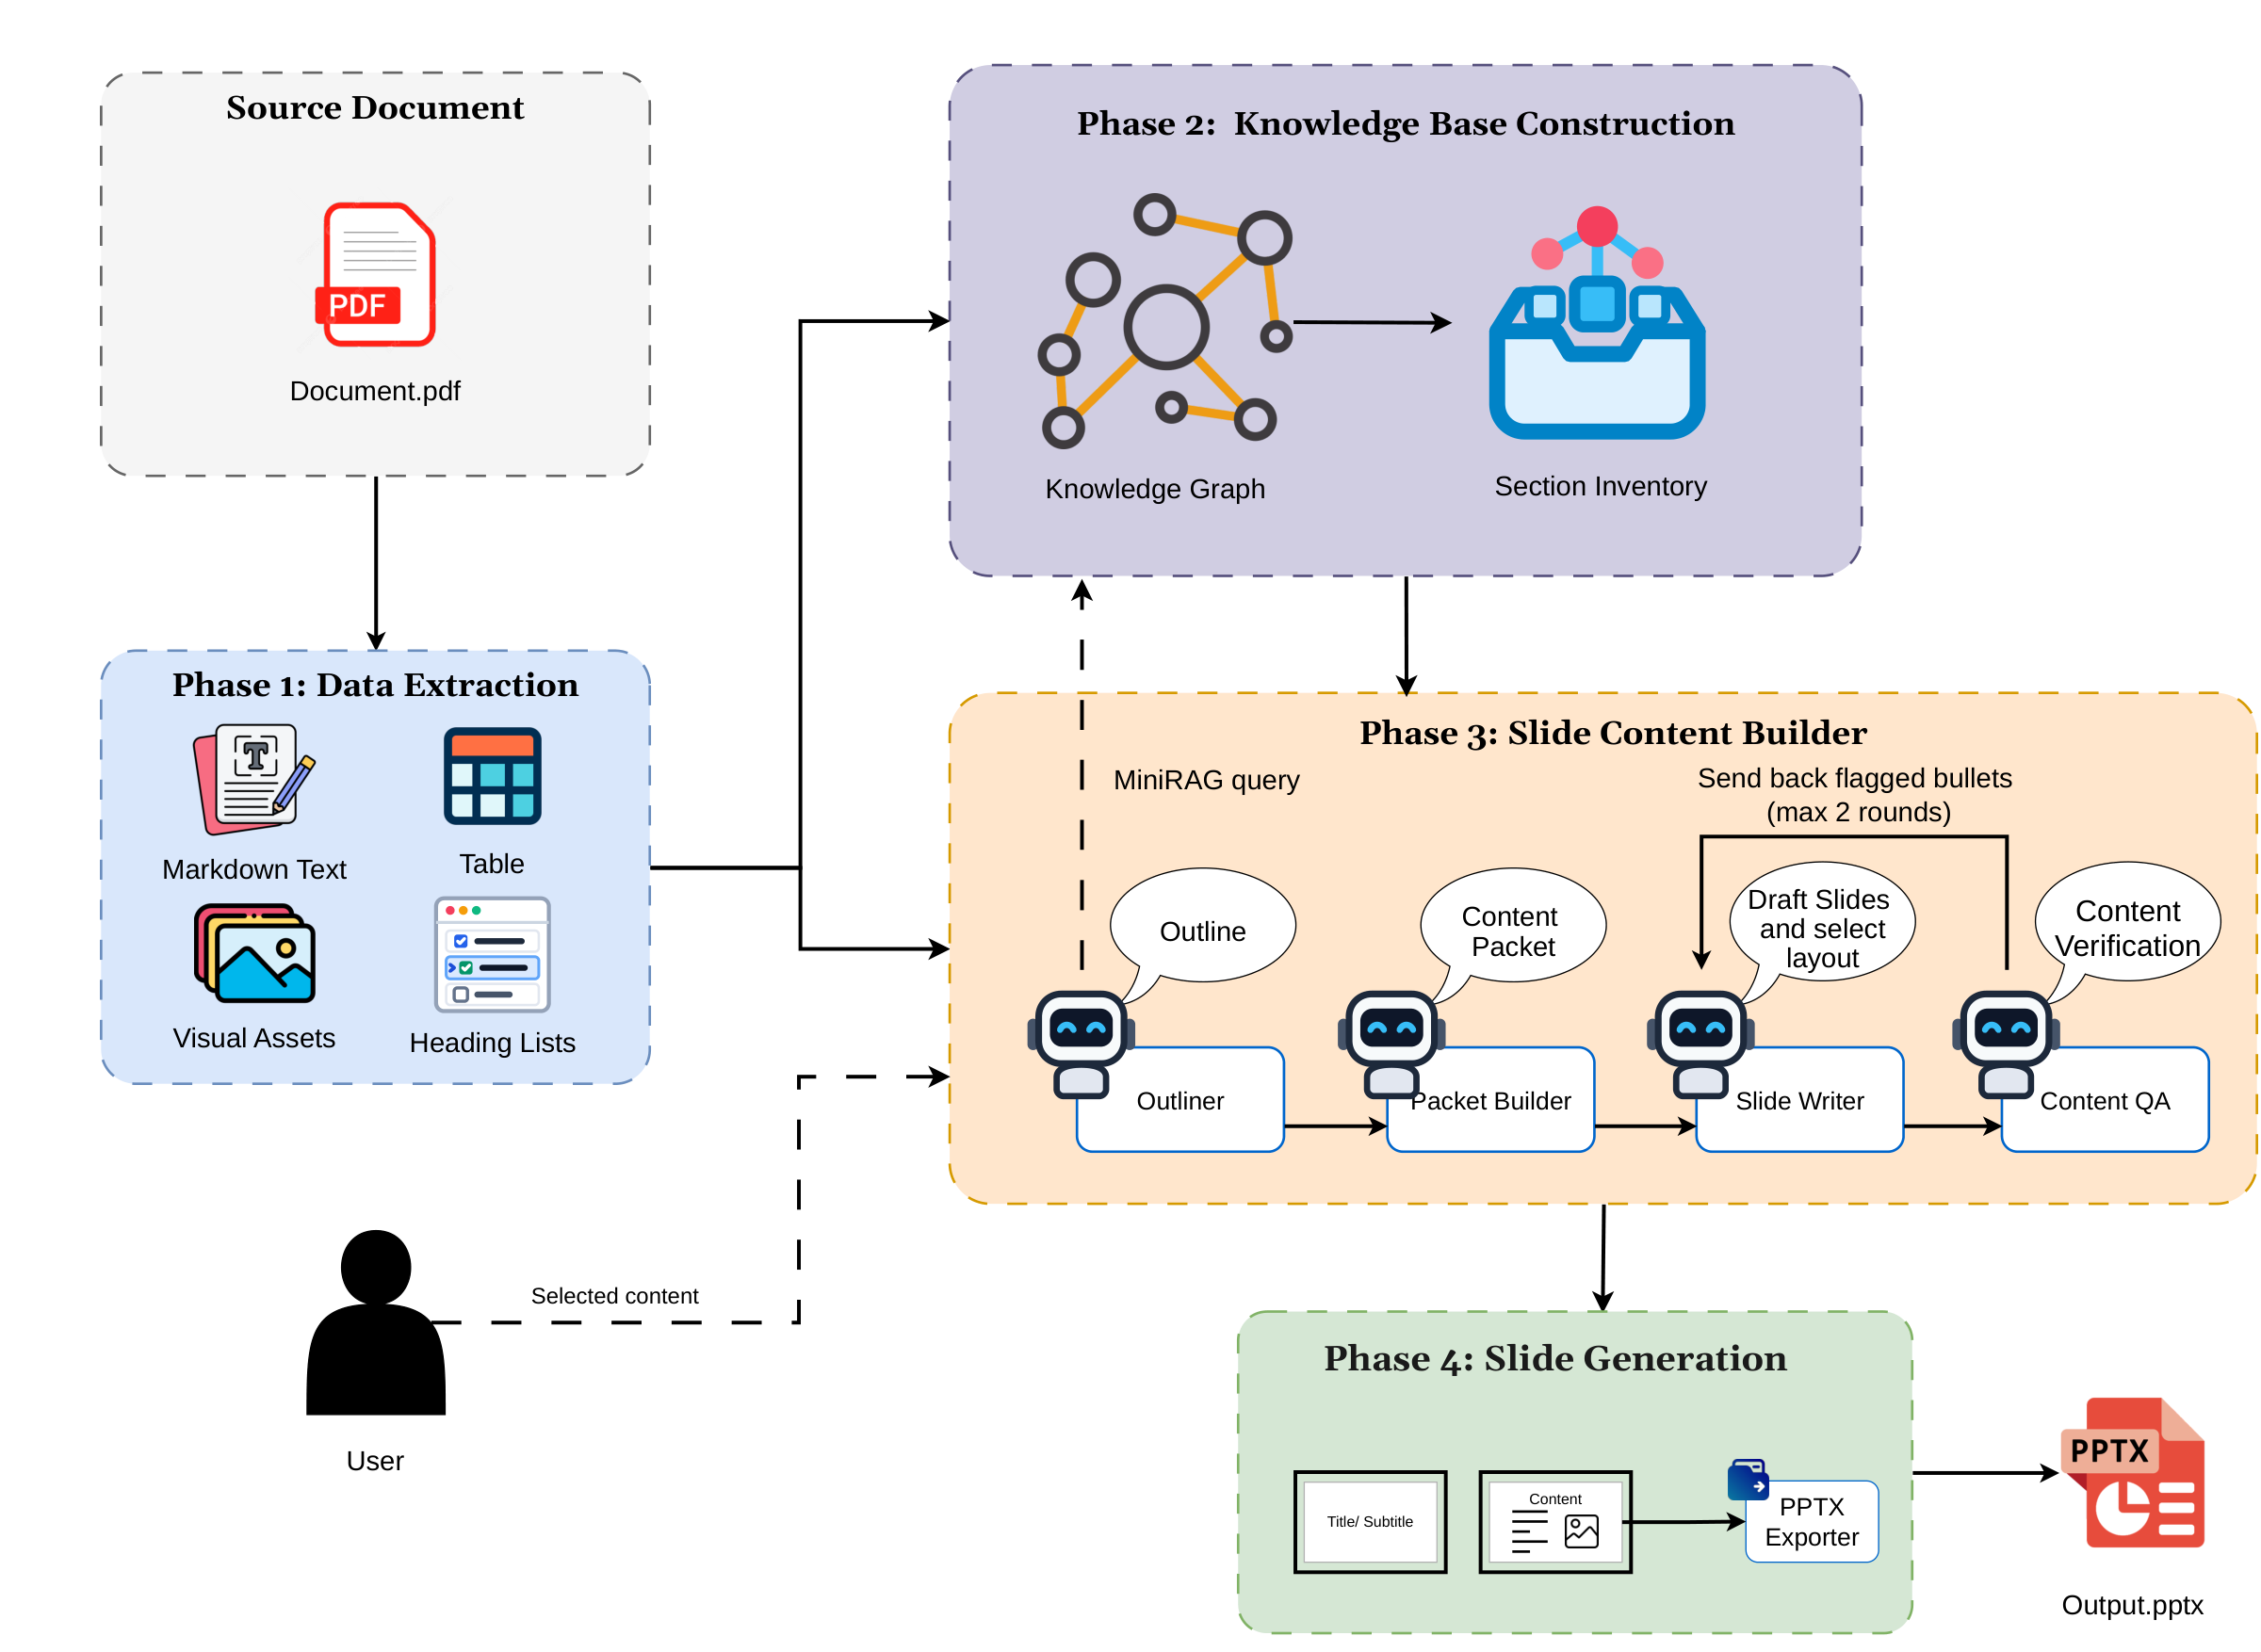 Source Document
PDF
Document.pdf
Phase 1: Data Extraction
T
Markdown Text
Table
Visual Assets
Heading Lists
User
Selected content
Phase 2:  Knowledge Base Construction
Knowledge Graph
Section Inventory
Phase 3: Slide Content Builder
MiniRAG query
Send back flagged bullets
(max 2 rounds)
Outline
Content
Packet
Draft Slides
and select
layout
Content
Verification
Outliner
Packet Builder
Slide Writer
Content QA
Phase 4: Slide Generation
Title/ Subtitle
Content
PPTX
Exporter
PPTX
Output.pptx